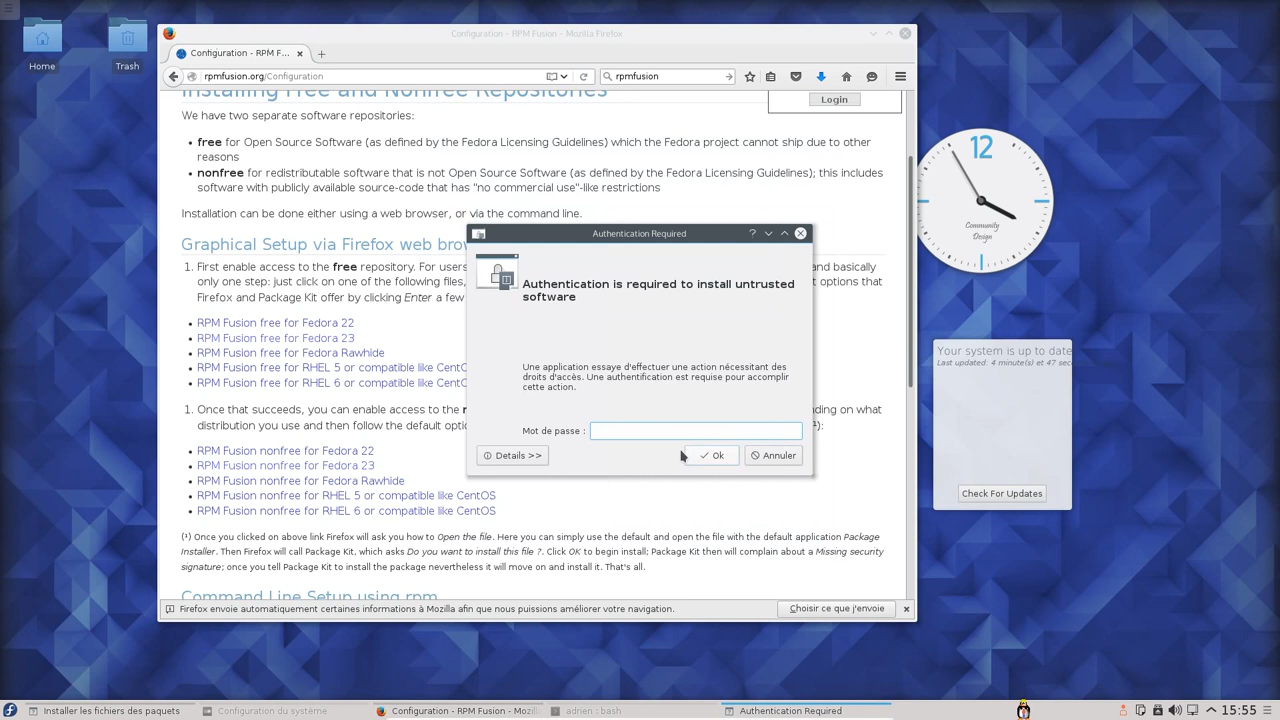 Home
Trash
Configuration - RPM Fusion - Mozilla Firefox
Configuration - RPM F...
rpmfusion.org/Configuration
rpmfusion
Installing Free and Nonfree Repositories
Login
We have two separate software repositories:
• free for Open Source Software (as defined by the Fedora Licensing Guidelines) which the Fedora project cannot ship due to other
reasons
• nonfree for redistributable software that is not Open Source Software (as defined by the Fedora Licensing Guidelines); this includes
software with publicly available source-code that has "no commercial use"-like restrictions
Installation can be done either using a web browser, or via the command line.
Graphical Setup via Firefox web brow
1. First enable access to the free repository. For users
and basically
only one step: just click on one of the following files,
t options that
Firefox and Package Kit offer by clicking Enter a few
• RPM Fusion free for Fedora 22
• RPM Fusion free for Fedora 23
• RPM Fusion free for Fedora Rawhide
• RPM Fusion free for RHEL 5 or compatible like CentO
• RPM Fusion free for RHEL 6 or compatible like CentO
1. Once that succeeds, you can enable access to the
nding on what
distribution you use and then follow the default optio
¹);
• RPM Fusion nonfree for Fedora 22
• RPM Fusion nonfree for Fedora 23
• RPM Fusion nonfree for Fedora Rawhide
• RPM Fusion nonfree for RHEL 5 or compatible like CentOS
• RPM Fusion nonfree for RHEL 6 or compatible like CentOS
(¹) Once you clicked on above link Firefox will ask you how to Open the file. Here you can simply use the default and open the file with the default application Package
Installer. Then Firefox will call Package Kit, which asks Do you want to install this file ?. Click OK to begin install; Package Kit then will complain about a Missing security
signature; once you tell Package Kit to install the package nevertheless it will move on and install it. That's all.
Command Line Setup using rpm
Firefox envoie automatiquement certaines informations à Mozilla afin que nous puissions améliorer votre navigation.
Choisir ce que j'envoie
Authentication Required
Authentication is required to install untrusted
software
Une application essaye d'effectuer une action nécessitant des
droits d'accès. Une authentification est requise pour accomplir
cette action.
Mot de passe :
Details >>
Ok
Annuler
12
Community
Design
Your system is up to date
Last updated: 4 minute(s) et 47 sec
Check For Updates
Installer les fichiers des paquets
Configuration du système
Configuration - RPM Fusion - Mozil
adrien : bash
Authentication Required
15:55